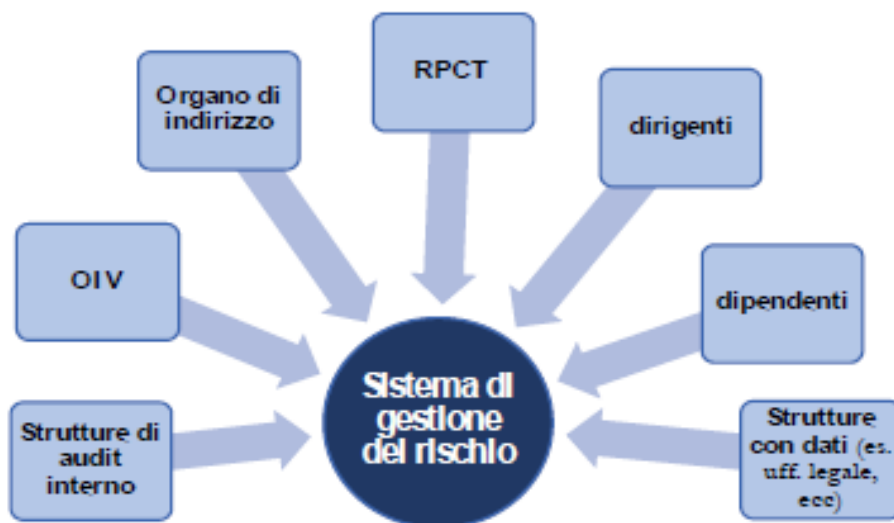 RPCT
Organo di
indirizzo
dirigenti
OIV
dipendenti
Sistema di
gestione
del rischio
Strutture di
audit
interno
Strutture
con dati (es.
uff. legale,
ecc)